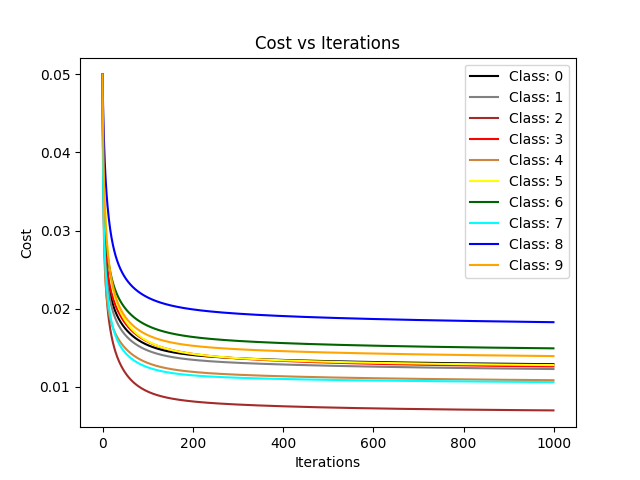 Cost vs Iterations
0.05
0.04
0.03
0.02
0.01
Cost
Class: 0
Class: 1
Class: 2
Class: 3
Class: 4
Class: 5
Class: 6
Class: 7
Class: 8
Class: 9
0 200 400 600 800 1000
Iterations